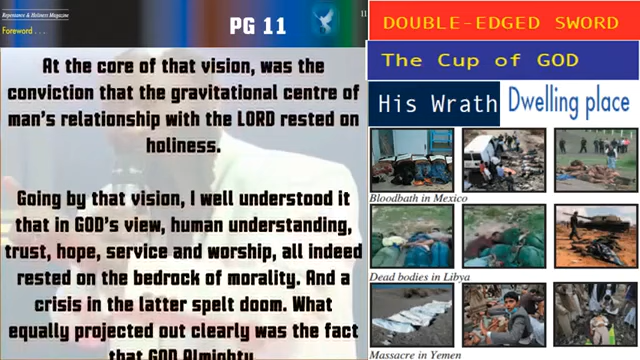 Repentance & Holiness Magazine
Foreword . . .
PG 11
11
At the core of that vision, was the
conviction that the gravitational centre of
man's relationship with the LORD rested on
holiness.
Going by that vision, I well understood it
that in GOD's view, human understanding,
trust, hope, service and worship, all indeed
rested on the bedrock of morality. And a
crisis in the latter spelt doom. What
equally projected out clearly was the fact
that GOD Almighty,
DOUBLE-EDGED SWORD
The Cup of GOD
His Wrath
Dwelling place
Bloodbath in Mexico
Dead bodies in Libya
Massacre in Yemen